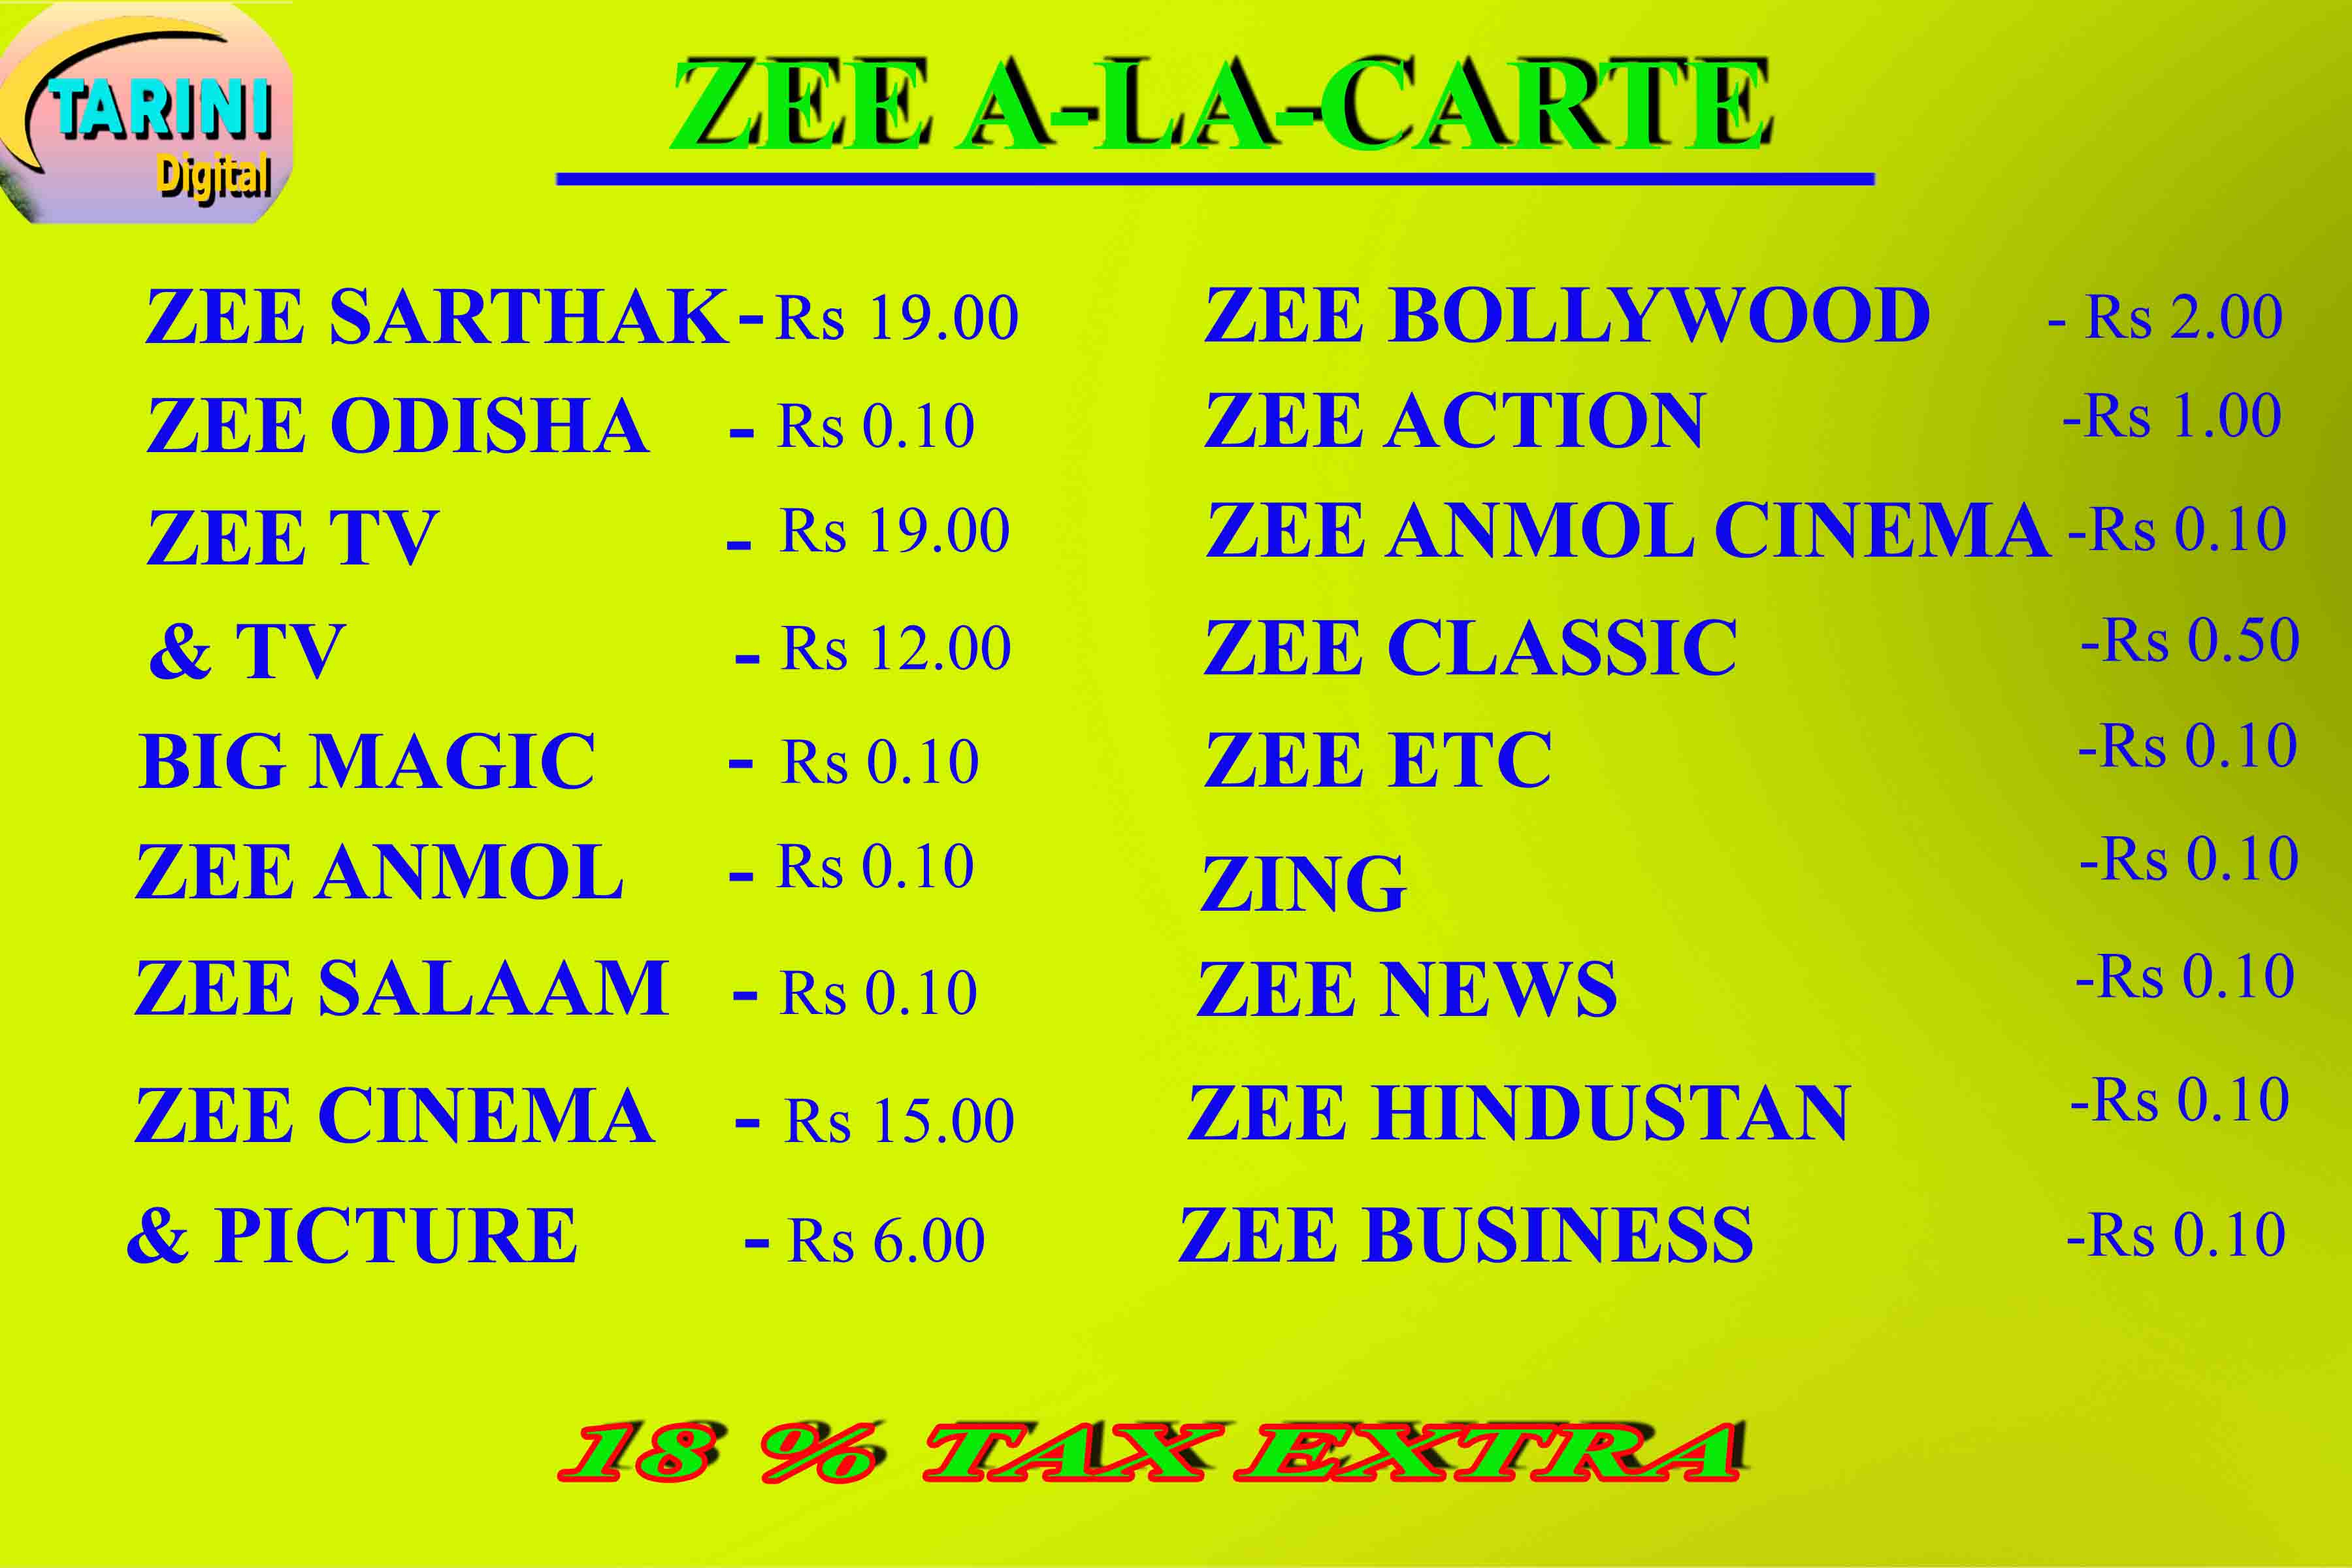 TARINI
Digital
ZEE A-LA-CARTE
ZEE SARTHAK - Rs 19.00
ZEE ODISHA - Rs 0.10
ZEE TV - Rs 19.00
& TV - Rs 12.00
BIG MAGIC - Rs 0.10
ZEE ANMOL - Rs 0.10
ZEE SALAAM - Rs 0.10
ZEE CINEMA - Rs 15.00
& PICTURE - Rs 6.00
ZEE BOLLYWOOD - Rs 2.00
ZEE ACTION -Rs 1.00
ZEE ANMOL CINEMA -Rs 0.10
ZEE CLASSIC -Rs 0.50
ZEE ETC -Rs 0.10
ZING -Rs 0.10
ZEE NEWS -Rs 0.10
ZEE HINDUSTAN -Rs 0.10
ZEE BUSINESS -Rs 0.10
18 % TAX EXTRA